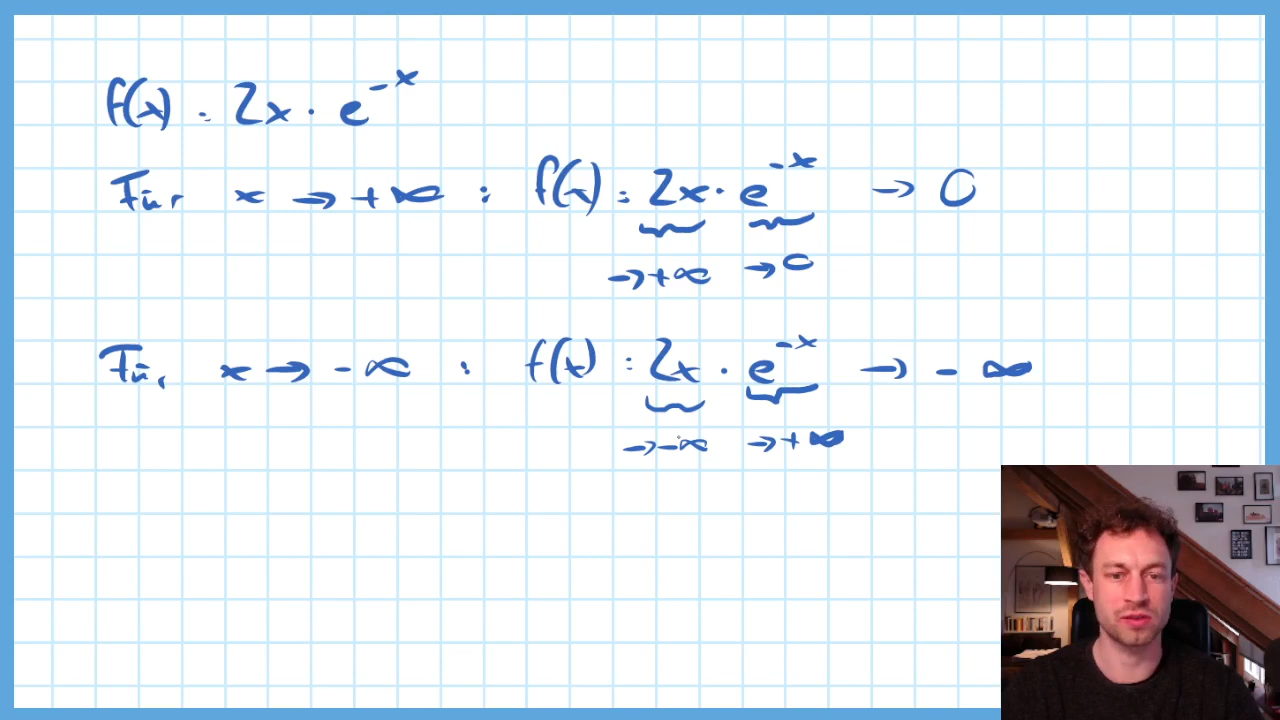 f(x) = 2x · e^-x
Für x → +∞ : f(x) = 2x · e^-x → 0
→+∞ →0
Für x → -∞ : f(x) = 2x · e^-x → -∞
→-∞ →+∞